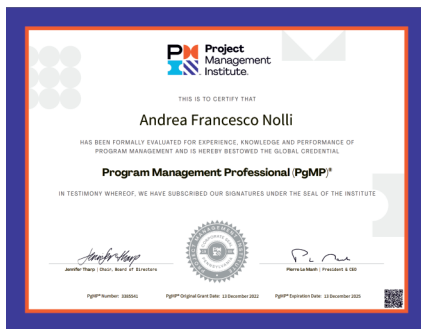 Project
Management
Institute.
THIS IS TO CERTIFY THAT
Andrea Francesco Nolli
HAS BEEN FORMALLY EVALUATED FOR EXPERIENCE, KNOWLEDGE AND PERFORMANCE OF
PROGRAM MANAGEMENT AND IS HEREBY BESTOWED THE GLOBAL CREDENTIAL
Program Management Professional (PgMP)®
IN TESTIMONY WHEREOF, WE HAVE SUBSCRIBED OUR SIGNATURES UNDER THE SEAL OF THE INSTITUTE
Jennifer Tharp | Chair, Board of Directors
Pierre Le Manh | President & CEO
PgMP® Number: 3385541
PgMP® Original Grant Date: 13 December 2022
PgMP® Expiration Date: 13 December 2025